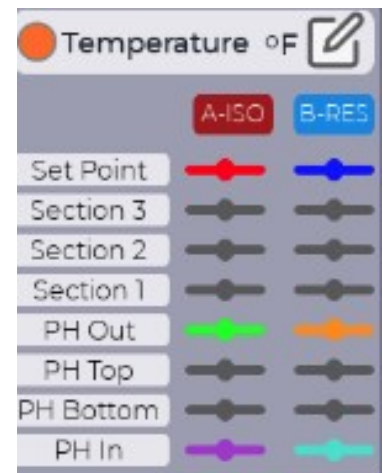 Temperature °F
A-ISO B-RES
Set Point
Section 3
Section 2
Section 1
PH Out
PH Top
PH Bottom
PH In